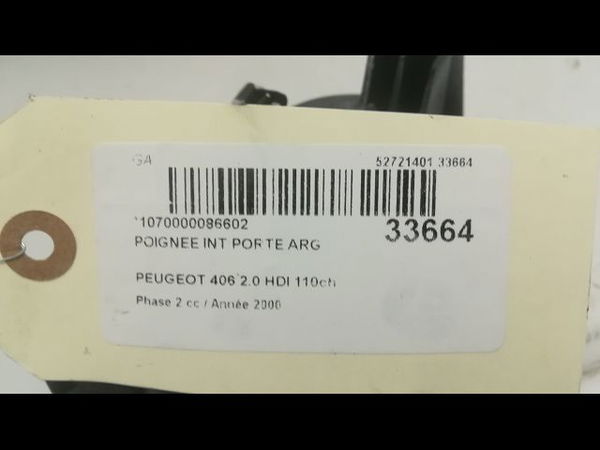 GA 52721401 33664
*1070000086602
33664
POIGNEE INT PORTE ARG
PEUGEOT 406 2.0 HDI 110ch
Phase 2 cc / Année 2000